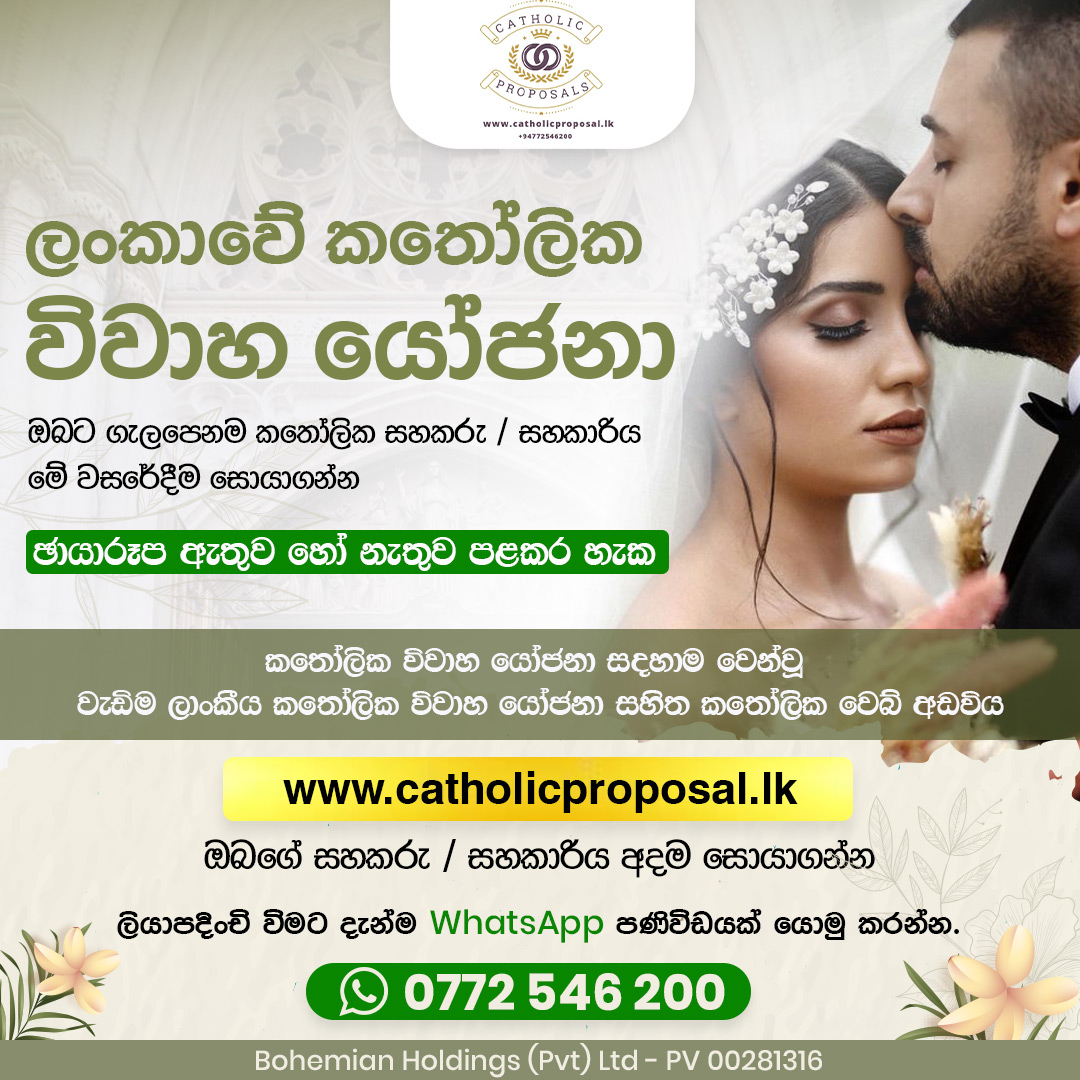 CATHOLIC
PROPOSALS
www.catholicproposal.lk
+94772546200
ලංකාවේ කතෝලික
විවාහ යෝජනා
ඔබට ගැලපෙනම කතෝලික සහකරු / සහකාරිය
මේ වසරේදීම සොයාගන්න
ඡායාරූප ඇතුව හෝ නැතුව පළකර හැක
කතෝලික විවාහ යෝජනා සදහාම වෙන්වූ
වැඩිම ලාංකීය කතෝලික විවාහ යෝජනා සහිත කතෝලික වෙබ් අඩවිය
www.catholicproposal.lk
ඔබගේ සහකරු / සහකාරිය අදම සොයාගන්න
ලියාපදිංචි වීමට දැන්ම WhatsApp පණිවිඩයක් යොමු කරන්න.
0772 546 200
Bohemian Holdings (Pvt) Ltd - PV 00281316